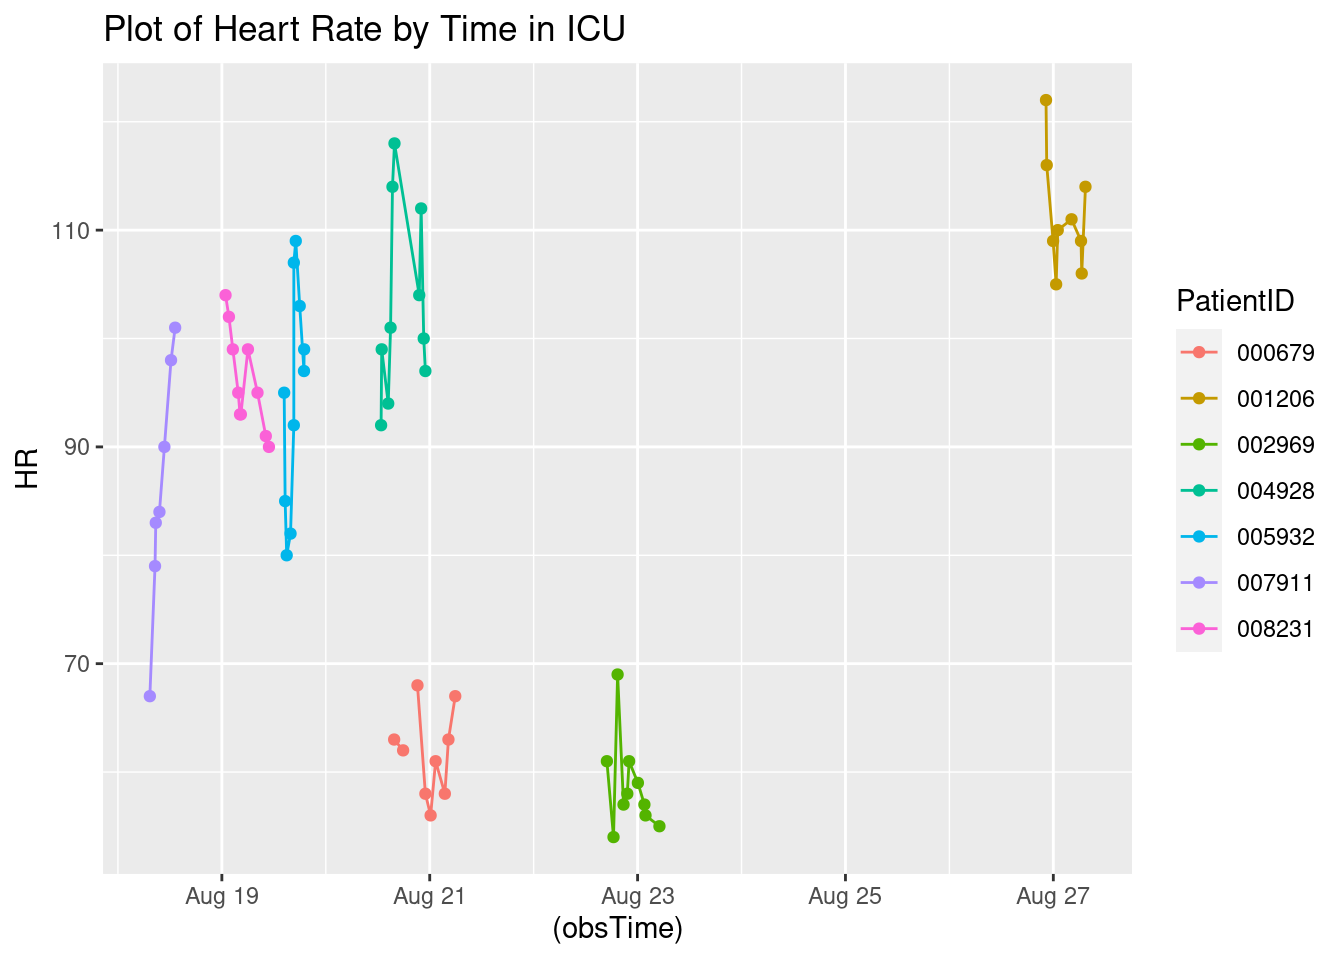 Plot of Heart Rate by Time in ICU
110
90
70
HR
Aug 19
Aug 21
Aug 23
Aug 25
Aug 27
(obsTime)
PatientID
000679
001206
002969
004928
005932
007911
008231